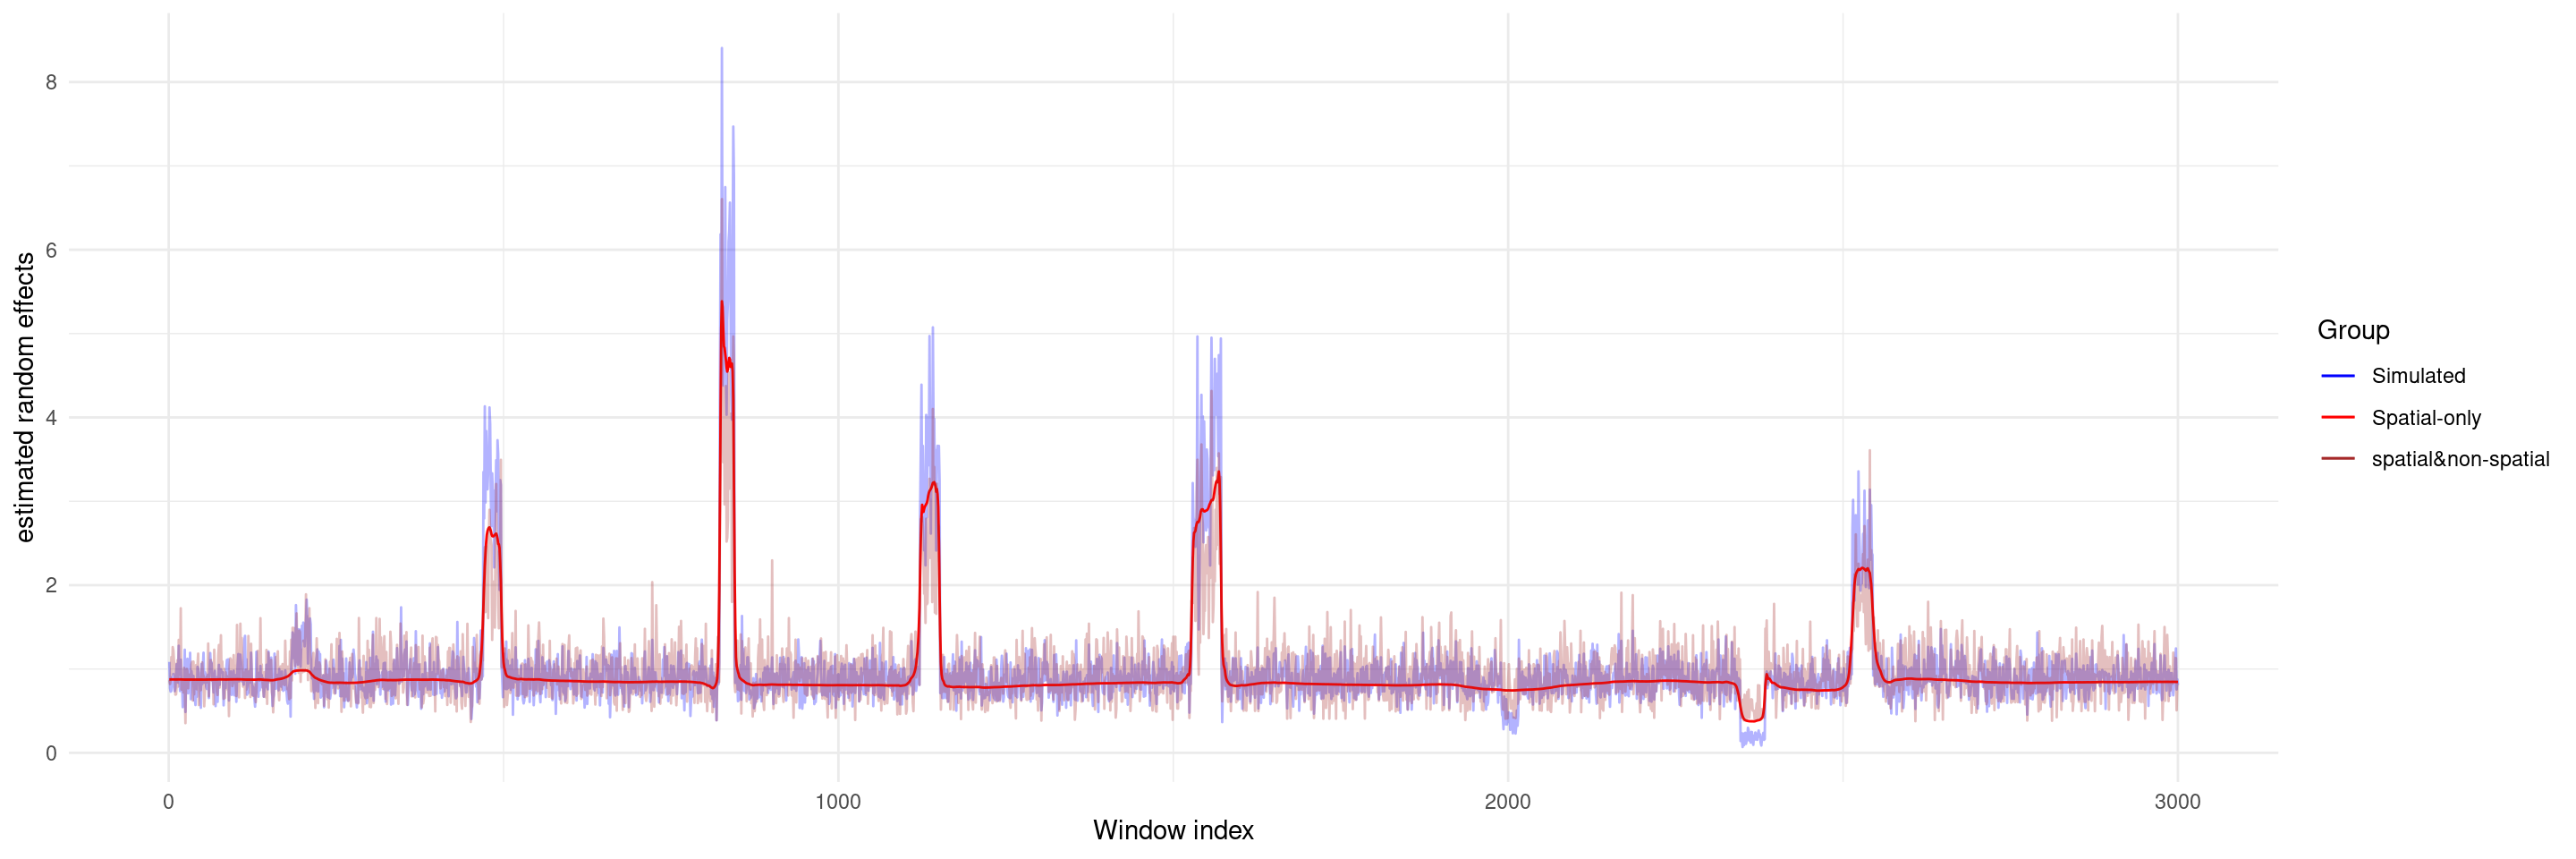 8
6
4
2
0
estimated random effects
0
1000
2000
3000
Window index
Group
Simulated
Spatial-only
spatial&non-spatial